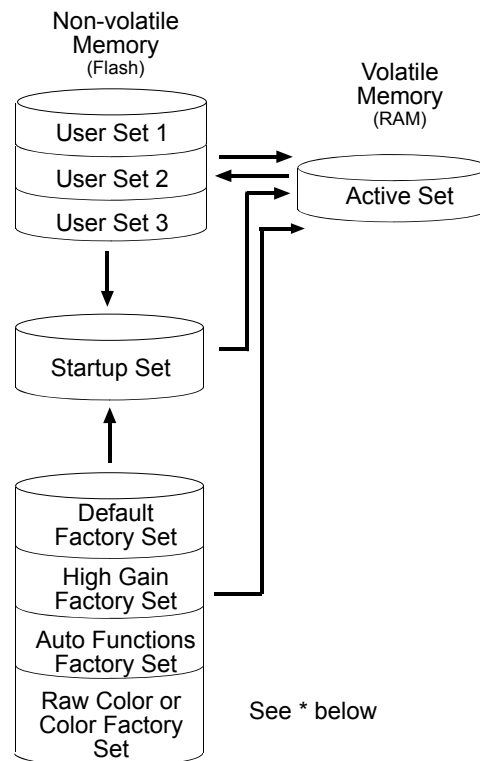 Non-volatile
Memory
(Flash)
User Set 1
User Set 2
User Set 3
Volatile
Memory
(RAM)
Active Set
Startup Set
Default
Factory Set
High Gain
Factory Set
Auto Functions
Factory Set
Raw Color or
Color Factory
Set
See * below